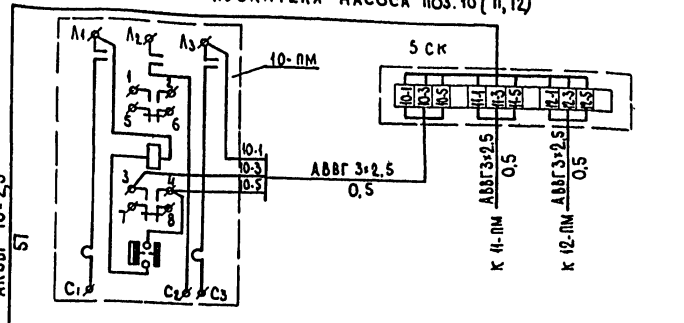 НАСОСА ПОЗ. 10 (11, 12)
Л1 Л2 Л3
10-ПМ
5 СК
1 2
5 6
10-1 10-3 10-5 11-1 11-3 11-5 12-1 12-3 12-5
10-1
10-3
10-5
АВВГ 3×2,5
0,5
3 4
7 8
АВВГ 3×2,5
0,5
К 11-ПМ
АВВГ 3×2,5
0,5
К 12-ПМ
51
С1 С2 С3